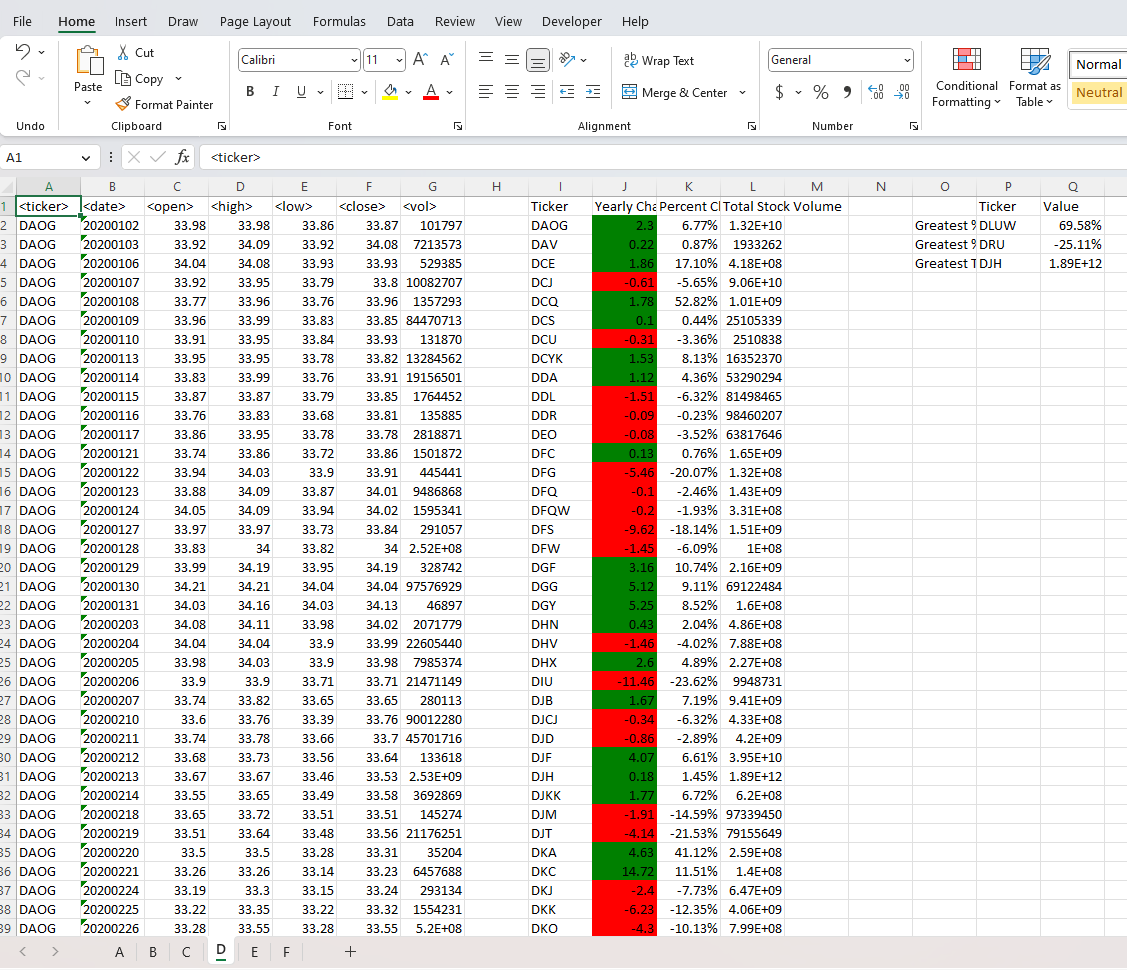 File Home Insert Draw Page Layout Formulas Data Review View Developer Help
Cut
Copy
Format Painter
Paste
Calibri 11
B I U
ab Wrap Text
Merge & Center
General
$ %
Conditional Formatting
Format as Table
Normal
Neutral
Undo Clipboard Font Alignment Number
A1 fx <ticker>
A B C D E F G H I J K L M N O P Q
1 <ticker> <date> <open> <high> <low> <close> <vol> Ticker Yearly Cha Percent Cl Total Stock Volume Ticker Value
2 DAOG 20200102 33.98 33.98 33.86 33.87 101797 DAOG 2.3 6.77% 1.32E+10 Greatest % DLUW 69.58%
3 DAOG 20200103 33.92 34.09 33.92 34.08 7213573 DAV 0.22 0.87% 1933262 Greatest % DRU -25.11%
4 DAOG 20200106 34.04 34.08 33.93 33.93 529385 DCE 1.86 17.10% 4.18E+08 Greatest T DJH 1.89E+12
5 DAOG 20200107 33.92 33.95 33.79 33.8 10082707 DCJ -0.61 -5.65% 9.06E+10
6 DAOG 20200108 33.77 33.96 33.76 33.96 1357293 DCQ 1.78 52.82% 1.01E+09
7 DAOG 20200109 33.96 33.99 33.83 33.85 84470713 DCS 0.1 0.44% 25105339
8 DAOG 20200110 33.91 33.95 33.84 33.93 131870 DCU -0.31 -3.36% 2510838
9 DAOG 20200113 33.95 33.95 33.78 33.82 13284562 DCYK 1.53 8.13% 16352370
10 DAOG 20200114 33.83 33.99 33.76 33.91 19156501 DDA 1.12 4.36% 53290294
11 DAOG 20200115 33.87 33.87 33.79 33.85 1764452 DDL -1.51 -6.32% 81498465
12 DAOG 20200116 33.76 33.83 33.68 33.81 135885 DDR -0.09 -0.23% 98460207
13 DAOG 20200117 33.86 33.95 33.78 33.78 2818871 DEO -0.08 -3.52% 63817646
14 DAOG 20200121 33.74 33.86 33.72 33.86 1501872 DFC 0.13 0.76% 1.65E+09
15 DAOG 20200122 33.94 34.03 33.9 33.91 445441 DFG -5.46 -20.07% 1.32E+08
16 DAOG 20200123 33.88 34.09 33.87 34.01 9486868 DFQ -0.1 -2.46% 1.43E+09
17 DAOG 20200124 34.05 34.09 33.94 34.02 1595341 DFQW -0.2 -1.93% 3.31E+08
18 DAOG 20200127 33.97 33.97 33.73 33.84 291057 DFS -9.62 -18.14% 1.51E+09
19 DAOG 20200128 33.83 34 33.82 34 2.52E+08 DFW -1.45 -6.09% 1E+08
20 DAOG 20200129 33.99 34.19 33.95 34.19 328742 DGF 3.16 10.74% 2.16E+09
21 DAOG 20200130 34.21 34.21 34.04 34.04 97576929 DGG 5.12 9.11% 69122484
22 DAOG 20200131 34.03 34.16 34.03 34.13 46897 DGY 5.25 8.52% 1.6E+08
23 DAOG 20200203 34.08 34.11 33.98 34.02 2071779 DHN 0.43 2.04% 4.86E+08
24 DAOG 20200204 34.04 34.04 33.9 33.99 22605440 DHV -1.46 -4.02% 7.88E+08
25 DAOG 20200205 33.98 34.03 33.9 33.98 7985374 DHX 2.6 4.89% 2.27E+08
26 DAOG 20200206 33.9 33.9 33.71 33.71 21471149 DIU -11.46 -23.62% 9948731
27 DAOG 20200207 33.74 33.82 33.65 33.65 280113 DJB 1.67 7.19% 9.41E+09
28 DAOG 20200210 33.6 33.76 33.39 33.76 90012280 DJCJ -0.34 -6.32% 4.33E+08
29 DAOG 20200211 33.74 33.78 33.66 33.7 45701716 DJD -0.86 -2.89% 4.2E+09
30 DAOG 20200212 33.68 33.73 33.56 33.64 133618 DJF 4.07 6.61% 3.95E+10
31 DAOG 20200213 33.67 33.67 33.46 33.53 2.53E+09 DJH 0.18 1.45% 1.89E+12
32 DAOG 20200214 33.55 33.65 33.49 33.58 3692869 DJKK 1.77 6.72% 6.2E+08
33 DAOG 20200218 33.65 33.72 33.51 33.51 145274 DJM -1.91 -14.59% 97339450
34 DAOG 20200219 33.51 33.64 33.48 33.56 21176251 DJT -4.14 -21.53% 79155649
35 DAOG 20200220 33.5 33.5 33.28 33.31 35204 DKA 4.63 41.12% 2.59E+08
36 DAOG 20200221 33.26 33.26 33.14 33.23 6457688 DKC 14.72 11.51% 1.4E+08
37 DAOG 20200224 33.19 33.3 33.15 33.24 293134 DKJ -2.4 -7.73% 6.47E+09
38 DAOG 20200225 33.22 33.35 33.22 33.32 1554231 DKK -6.23 -12.35% 4.06E+09
39 DAOG 20200226 33.28 33.55 33.28 33.55 5.2E+08 DKO -4.3 -10.13% 7.99E+08
A B C D E F